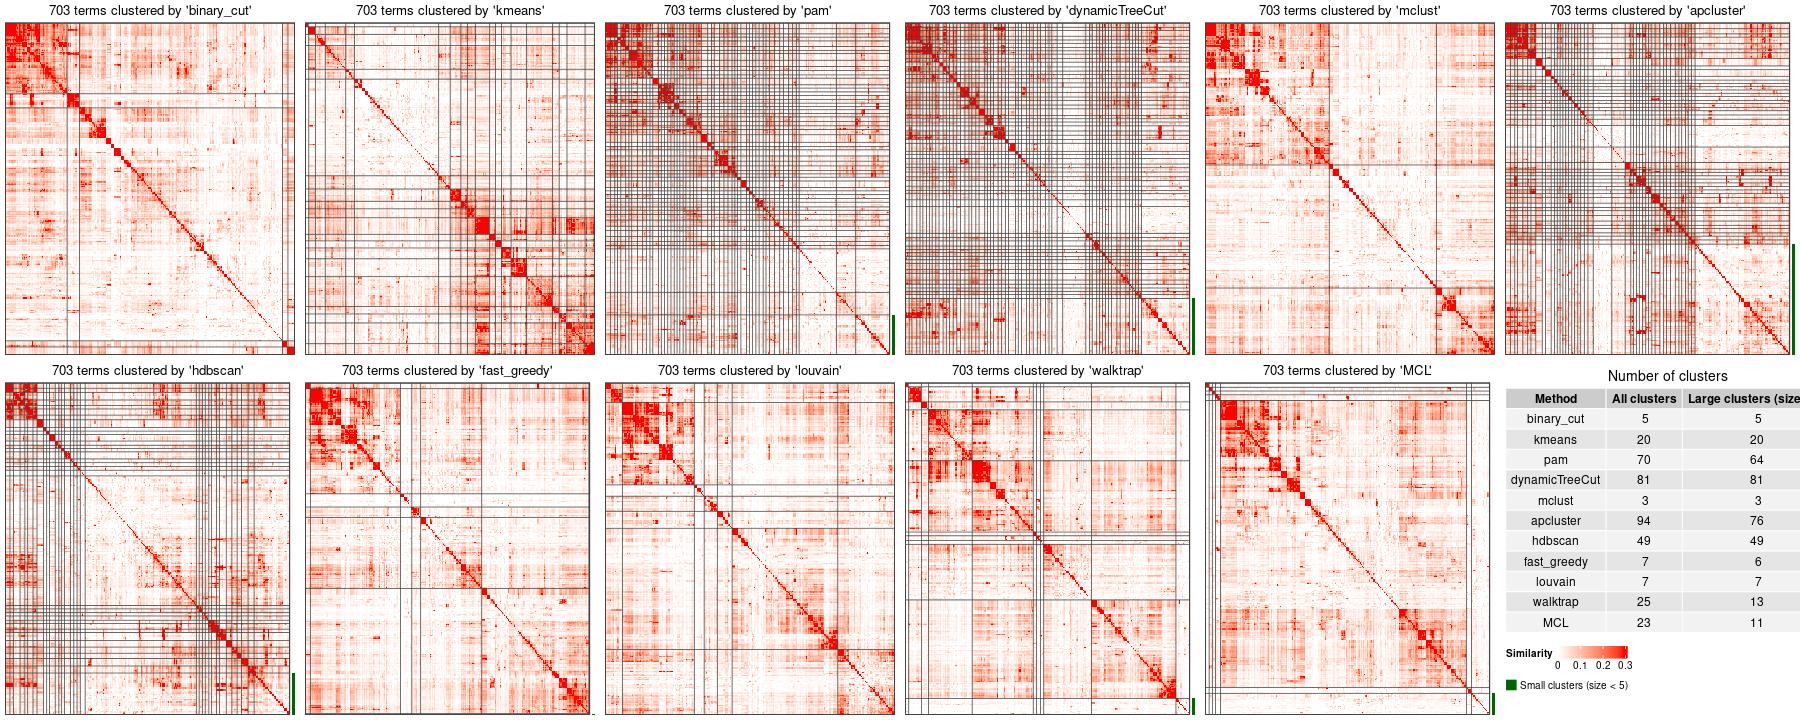 703 terms clustered by 'binary_cut'
703 terms clustered by 'kmeans'
703 terms clustered by 'pam'
703 terms clustered by 'dynamicTreeCut'
703 terms clustered by 'mclust'
703 terms clustered by 'apcluster'
703 terms clustered by 'hdbscan'
703 terms clustered by 'fast_greedy'
703 terms clustered by 'louvain'
703 terms clustered by 'walktrap'
703 terms clustered by 'MCL'
Number of clusters
Method All clusters Large clusters (size
binary_cut 5 5
kmeans 20 20
pam 70 64
dynamicTreeCut 81 81
mclust 3 3
apcluster 94 76
hdbscan 49 49
fast_greedy 7 6
louvain 7 7
walktrap 25 13
MCL 23 11
Similarity
0 0.1 0.2 0.3
Small clusters (size < 5)